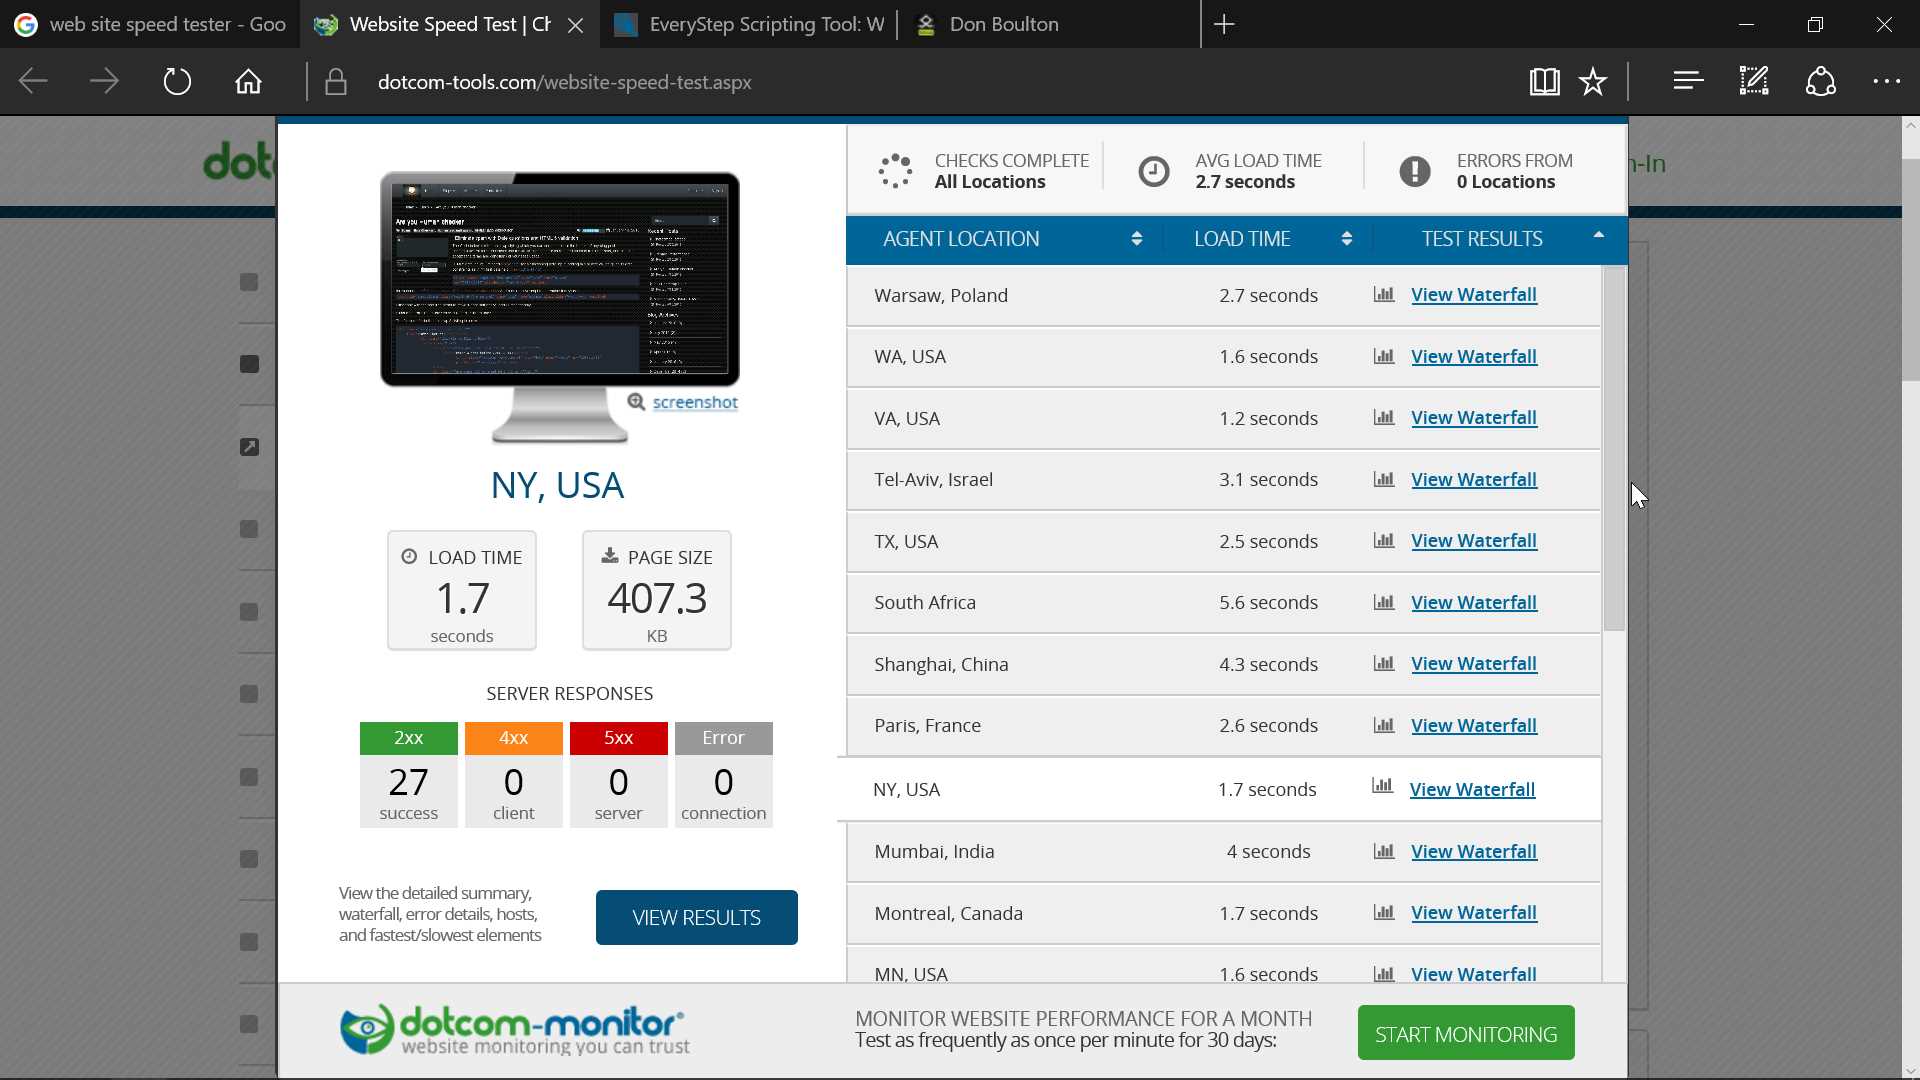 web site speed tester - Goo
Website Speed Test | Ch
EveryStep Scripting Tool: W
Don Boulton
dotcom-tools.com/website-speed-test.aspx
dotc
n-In
CHECKS COMPLETE
All Locations
AVG LOAD TIME
2.7 seconds
ERRORS FROM
0 Locations
AGENT LOCATION LOAD TIME TEST RESULTS
Warsaw, Poland 2.7 seconds View Waterfall
WA, USA 1.6 seconds View Waterfall
VA, USA 1.2 seconds View Waterfall
Tel-Aviv, Israel 3.1 seconds View Waterfall
TX, USA 2.5 seconds View Waterfall
South Africa 5.6 seconds View Waterfall
Shanghai, China 4.3 seconds View Waterfall
Paris, France 2.6 seconds View Waterfall
NY, USA 1.7 seconds View Waterfall
Mumbai, India 4 seconds View Waterfall
Montreal, Canada 1.7 seconds View Waterfall
MN, USA 1.6 seconds View Waterfall
Are you Human checker
screenshot
NY, USA
LOAD TIME
1.7
seconds
PAGE SIZE
407.3
KB
SERVER RESPONSES
2xx 4xx 5xx Error
27 0 0 0
success client server connection
View the detailed summary,
waterfall, error details, hosts,
and fastest/slowest elements
VIEW RESULTS
dotcom-monitor
website monitoring you can trust
MONITOR WEBSITE PERFORMANCE FOR A MONTH
Test as frequently as once per minute for 30 days:
START MONITORING